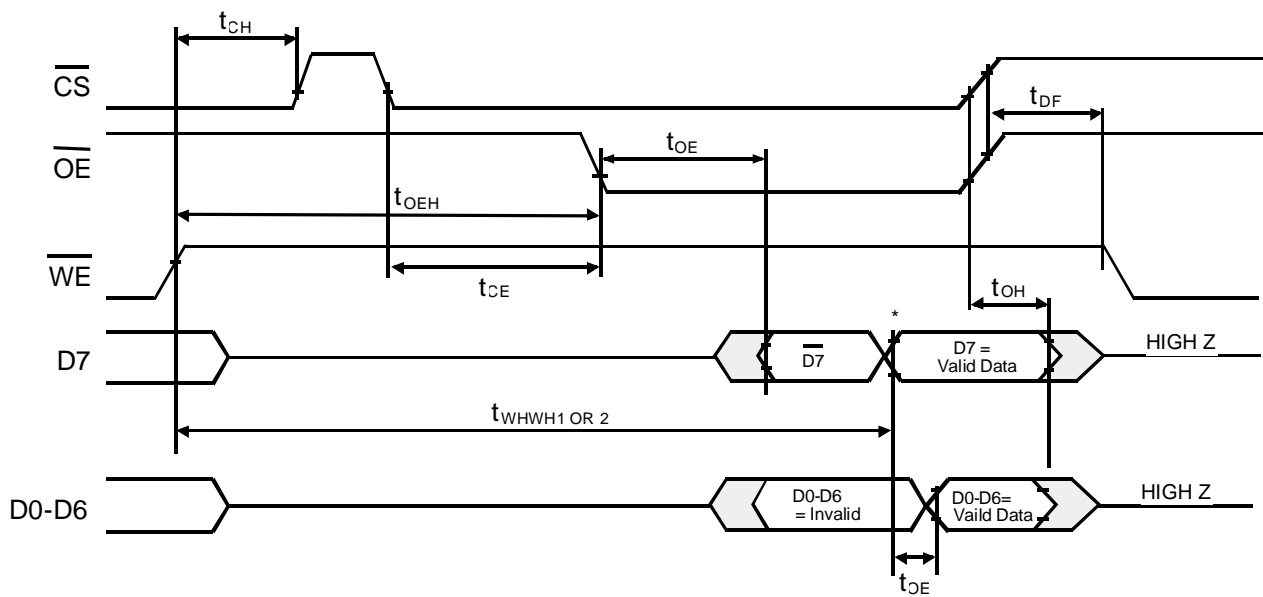 tCH
CS
tDF
tOE
OE
tOEH
WE
tCE
tOH
*
D7
D7
D7 =
Valid Data
HIGH Z
tWHWH1 OR 2
D0-D6
D0-D6
= Invalid
D0-D6=
Vaild Data
HIGH Z
tOE